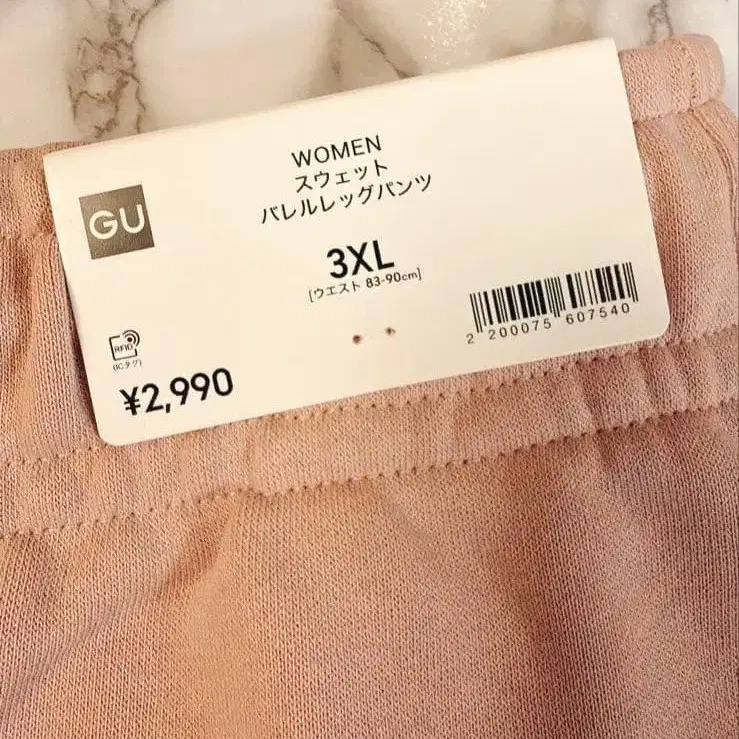 WOMEN
スウェット
バレルレッグパンツ
GU
3XL
[ウエスト 83-90cm]
RFID
(ICタグ)
¥2,990
2 200075 607540